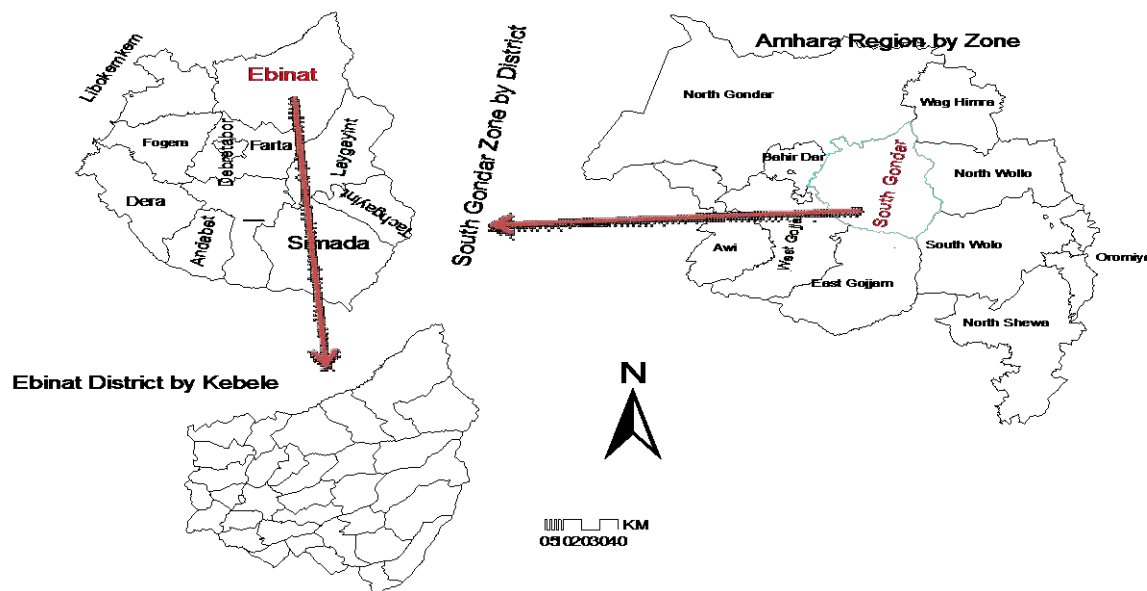 Amhara Region by Zone
North Gondar
Wag Himra
Bahir Dar
South Gondar
North Wollo
Awi
West Gojjam
South Wolo
Oromiya
East Gojjam
North Shewa
South Gondar Zone by District
Libokemkem
Ebinat
Fogera
Debretabor
Farta
Laygayint
Dera
Tachgayint
Andabet
Simada
Ebinat District by Kebele
N
KM
0510203040